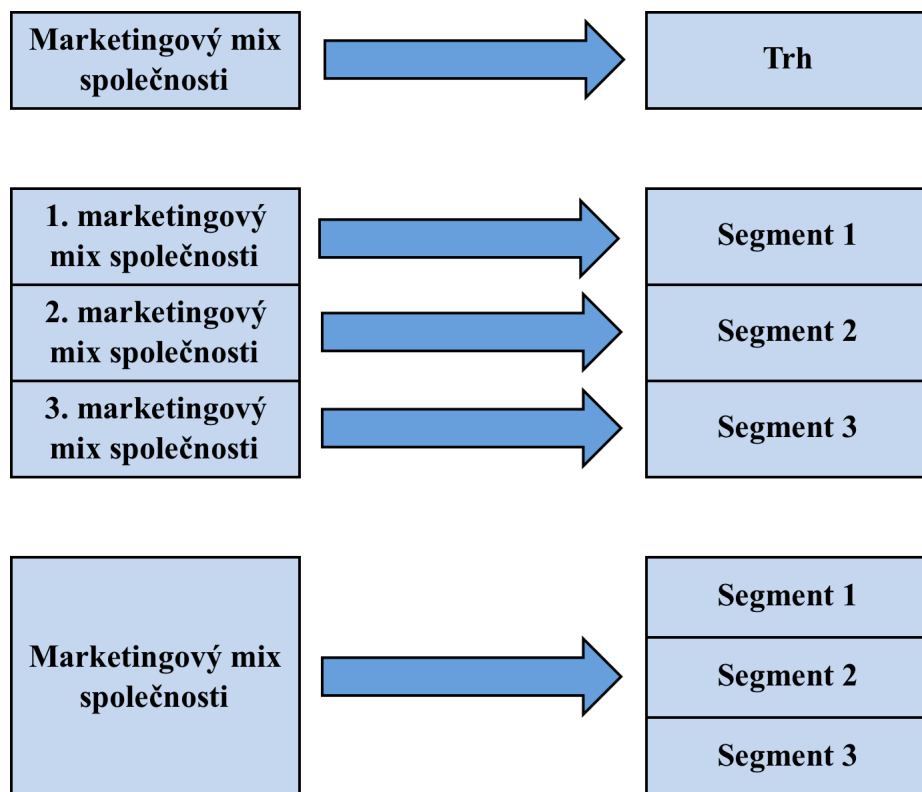 Marketingový mix
společnosti
Trh
1. marketingový
mix společnosti
Segment 1
2. marketingový
mix společnosti
Segment 2
3. marketingový
mix společnosti
Segment 3
Marketingový mix
společnosti
Segment 1
Segment 2
Segment 3